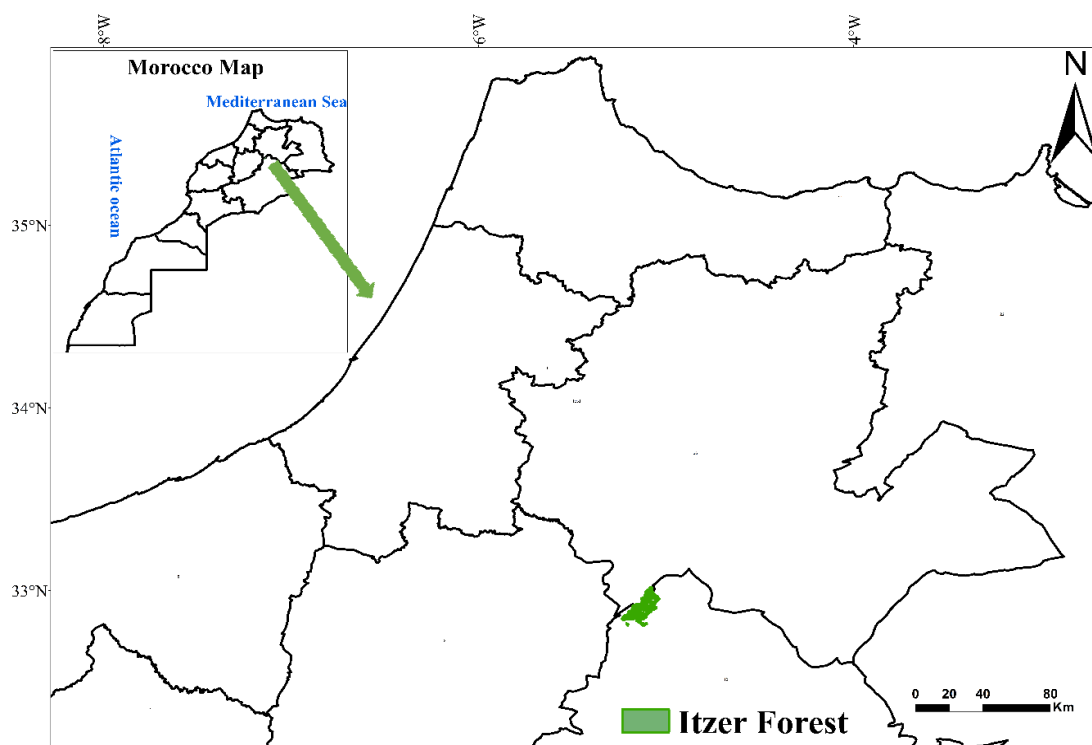 8°W
6°W
4°W
Morocco Map
Mediterranean Sea
Atlantic ocean
N
35°N
34°N
33°N
0 20 40 80
Km
Itzer Forest